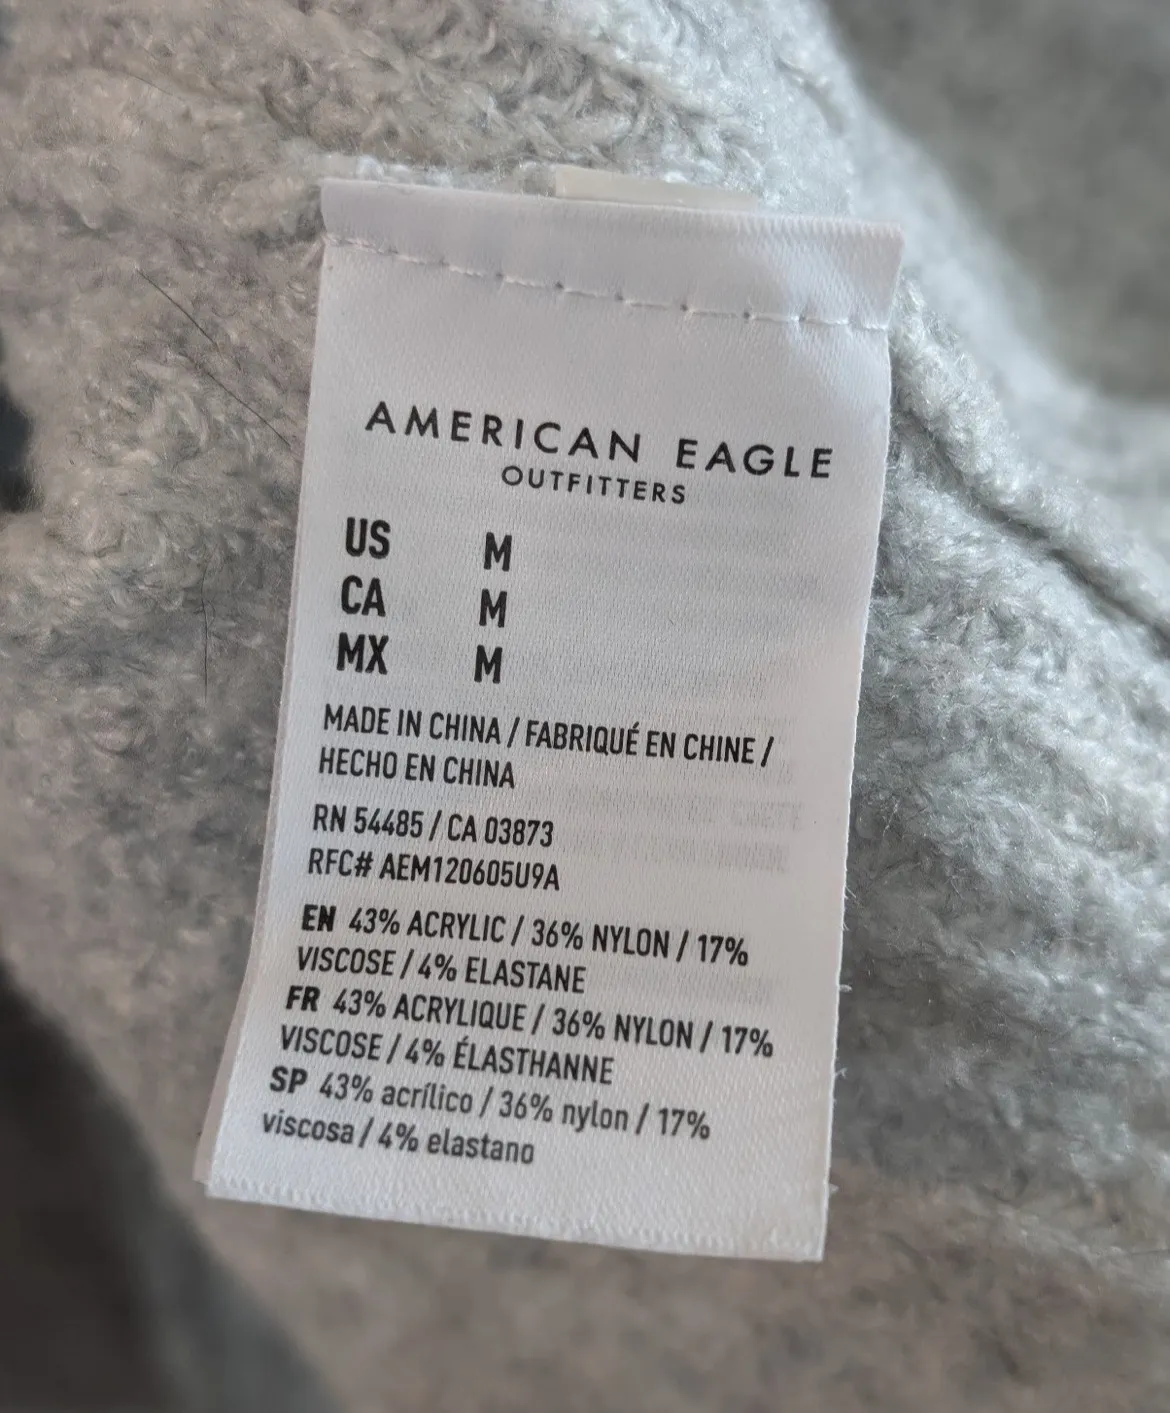 AMERICAN EAGLE
OUTFITTERS
US M
CA M
MX M
MADE IN CHINA / FABRIQUÉ EN CHINE /
HECHO EN CHINA
RN 54485 / CA 03873
RFC# AEM120605U9A
EN 43% ACRYLIC / 36% NYLON / 17%
VISCOSE / 4% ELASTANE
FR 43% ACRYLIQUE / 36% NYLON / 17%
VISCOSE / 4% ÉLASTHANNE
SP 43% acrílico / 36% nylon / 17%
viscosa / 4% elastano